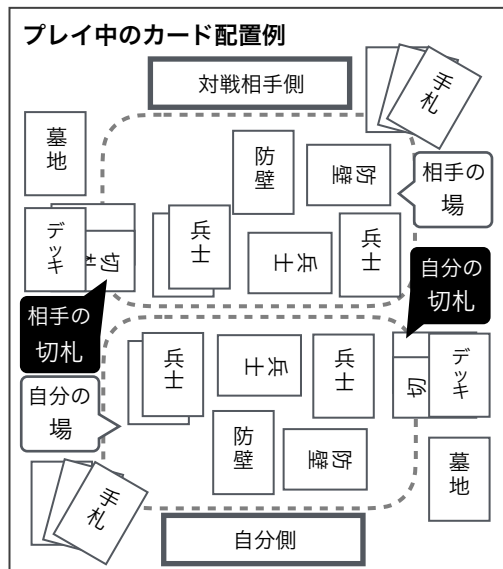 プレイ中のカード配置例
対戦相手側
手札
墓地
防壁
防壁
相手の
場
デッキ
切札
兵士
兵士
兵士
自分の
切札
相手の
切札
兵士
兵士
兵士
切
デッキ
自分の
場
防壁
防壁
墓地
手札
自分側